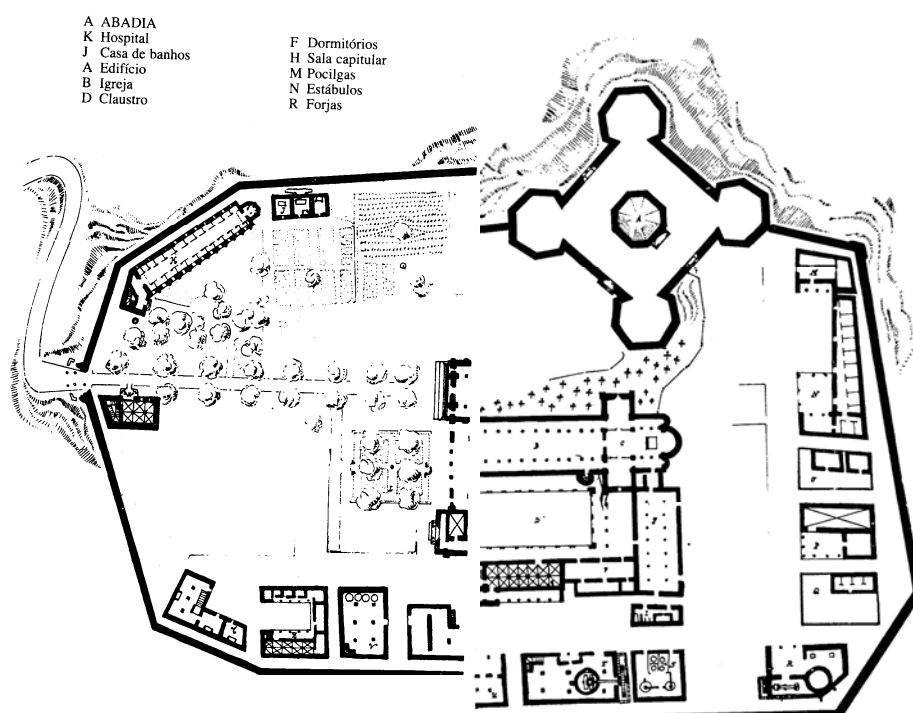 A ABADIA
K Hospital
J Casa de banhos
A Edifício
B Igreja
D Claustro
F Dormitórios
H Sala capitular
M Pocilgas
N Estábulos
R Forjas
K
J
A
B
C
D
N
R